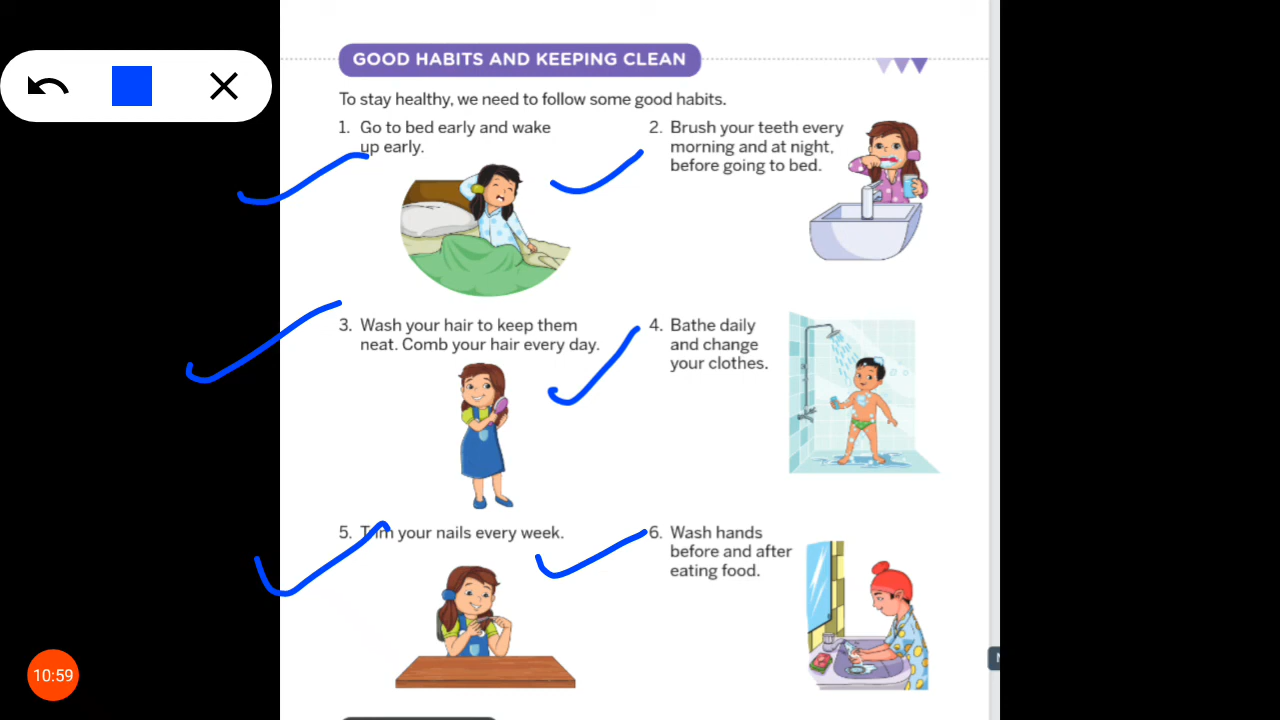 GOOD HABITS AND KEEPING CLEAN
To stay healthy, we need to follow some good habits.
1. Go to bed early and wake
up early.
2. Brush your teeth every
morning and at night,
before going to bed.
3. Wash your hair to keep them
neat. Comb your hair every day.
4. Bathe daily
and change
your clothes.
5. Trim your nails every week.
6. Wash hands
before and after
eating food.
10:59